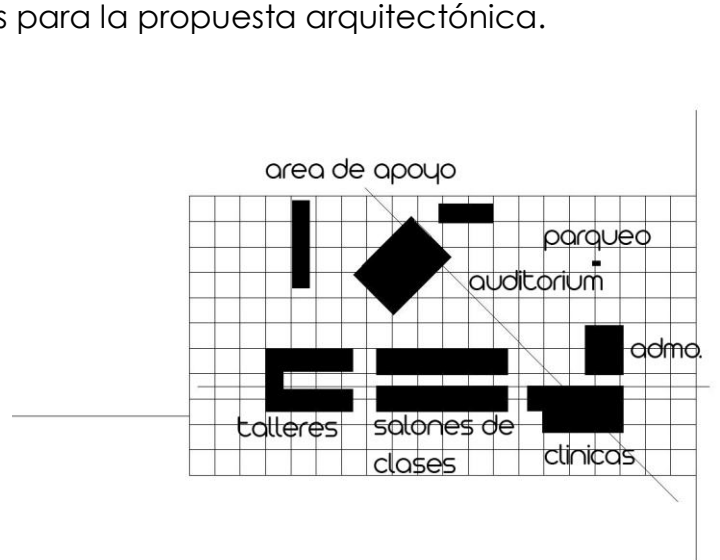 s para la propuesta arquitectónica.
area de apoyo
parqueo
auditorium
admo.
talleres
salones de
clases
clinicas